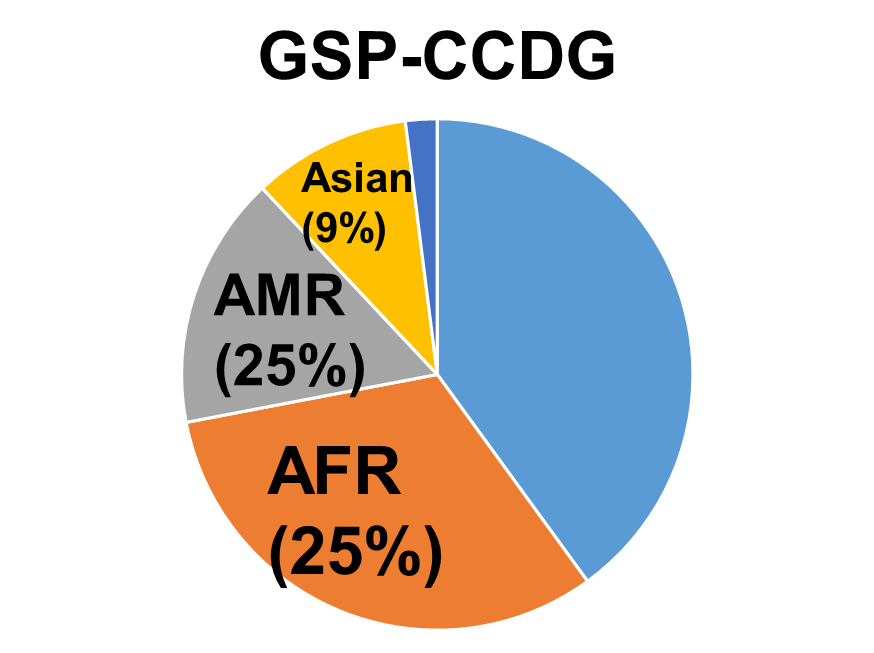 GSP-CCDG
Asian
(9%)
AMR
(25%)
AFR
(25%)